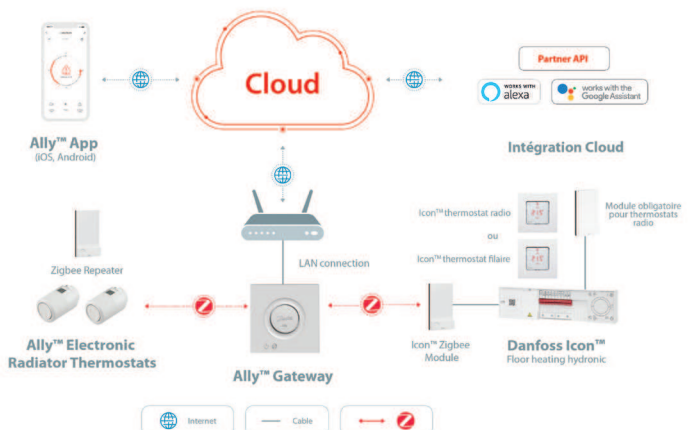 Cloud
Partner API
WORKS WITH
alexa
works with the
Google Assistant
Ally™ App
(iOS, Android)
Intégration Cloud
Icon™ thermostat radio
ou
Icon™ thermostat filaire
Module obligatoire
pour thermostats
radio
Zigbee Repeater
LAN connection
Ally™ Electronic
Radiator Thermostats
Ally™ Gateway
Icon™ Zigbee
Module
Danfoss Icon™
Floor heating hydronic
Internet
Cable